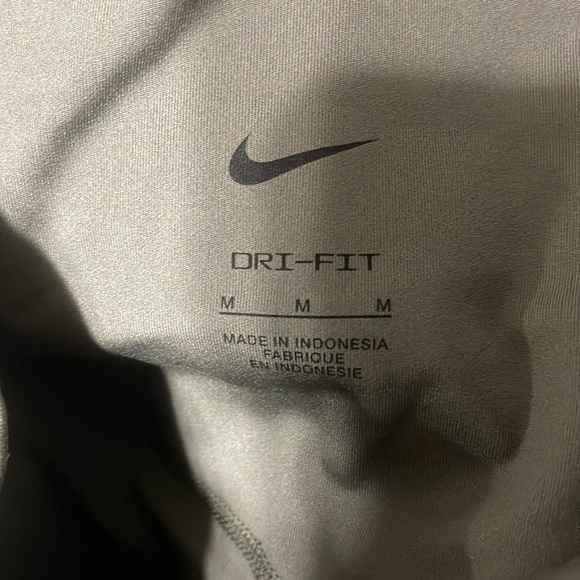 DRI-FIT
M M M
MADE IN INDONESIA
FABRIQUE
EN INDONESIE